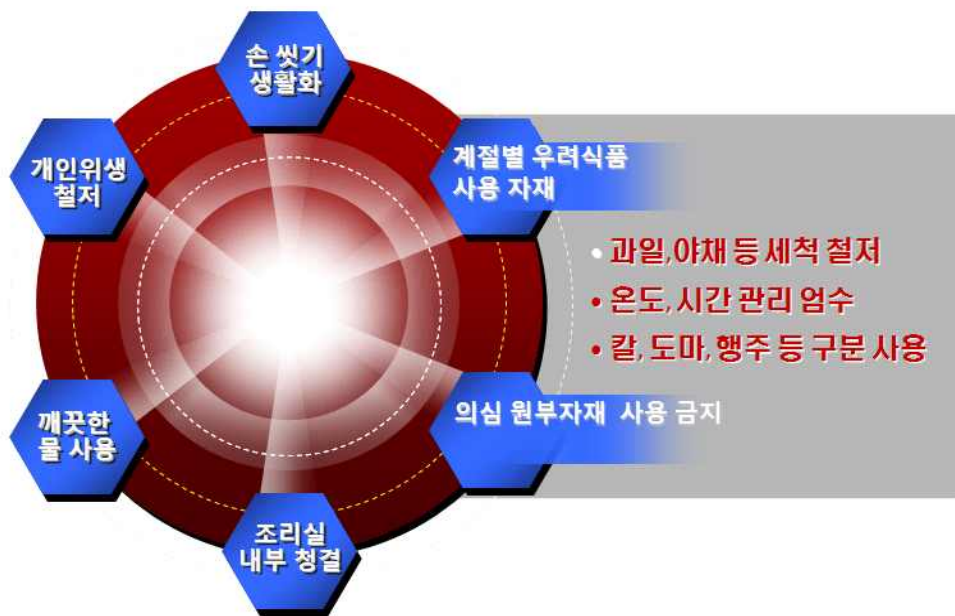 손 씻기
생활화
개인위생
철저
계절별 우려식품
사용 자재
• 과일,야채 등 세척 철저
• 온도, 시간 관리 엄수
• 칼, 도마, 행주 등 구분 사용
깨끗한
물 사용
의심 원부자재 사용 금지
조리실
내부 청결